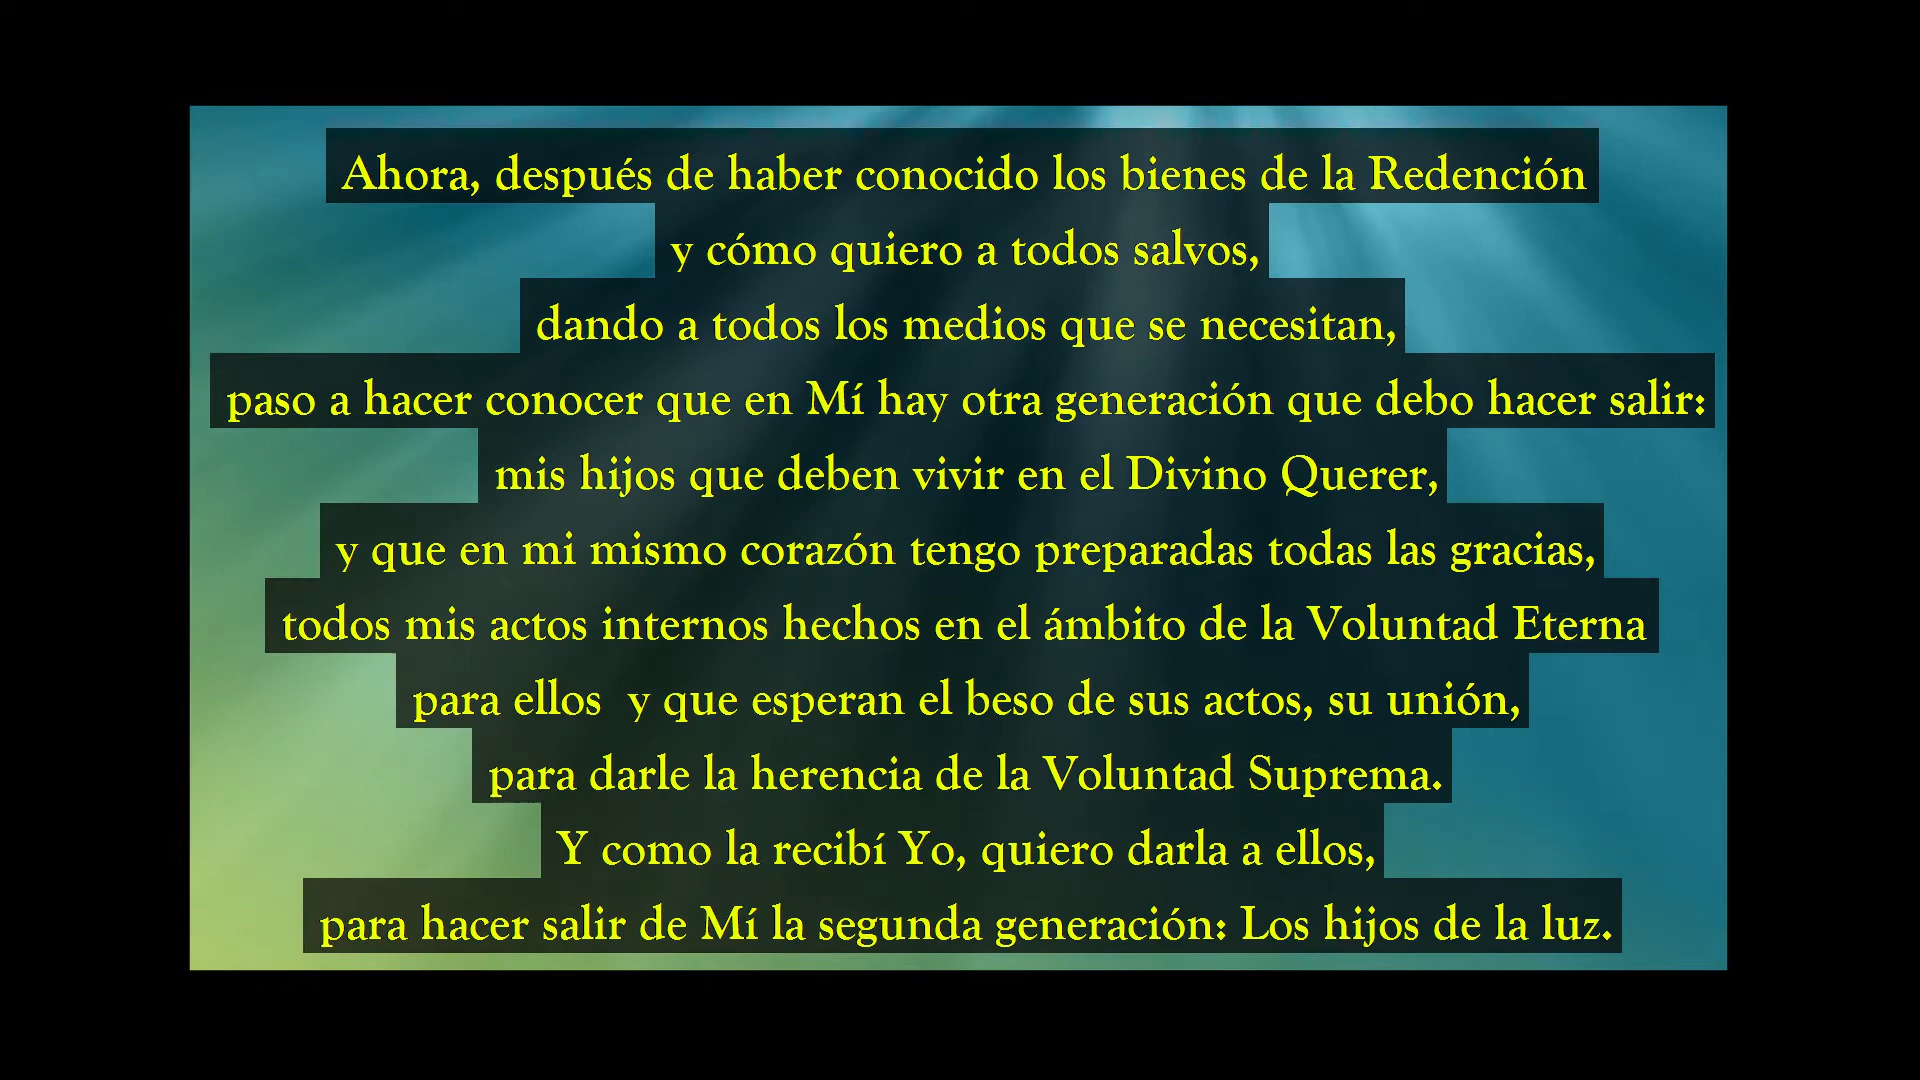 Ahora, después de haber conocido los bienes de la Redención
y cómo quiero a todos salvos,
dando a todos los medios que se necesitan,
paso a hacer conocer que en Mí hay otra generación que debo hacer salir:
mis hijos que deben vivir en el Divino Querer,
y que en mi mismo corazón tengo preparadas todas las gracias,
todos mis actos internos hechos en el ámbito de la Voluntad Eterna
para ellos  y que esperan el beso de sus actos, su unión,
para darle la herencia de la Voluntad Suprema.
Y como la recibí Yo, quiero darla a ellos,
para hacer salir de Mí la segunda generación: Los hijos de la luz.